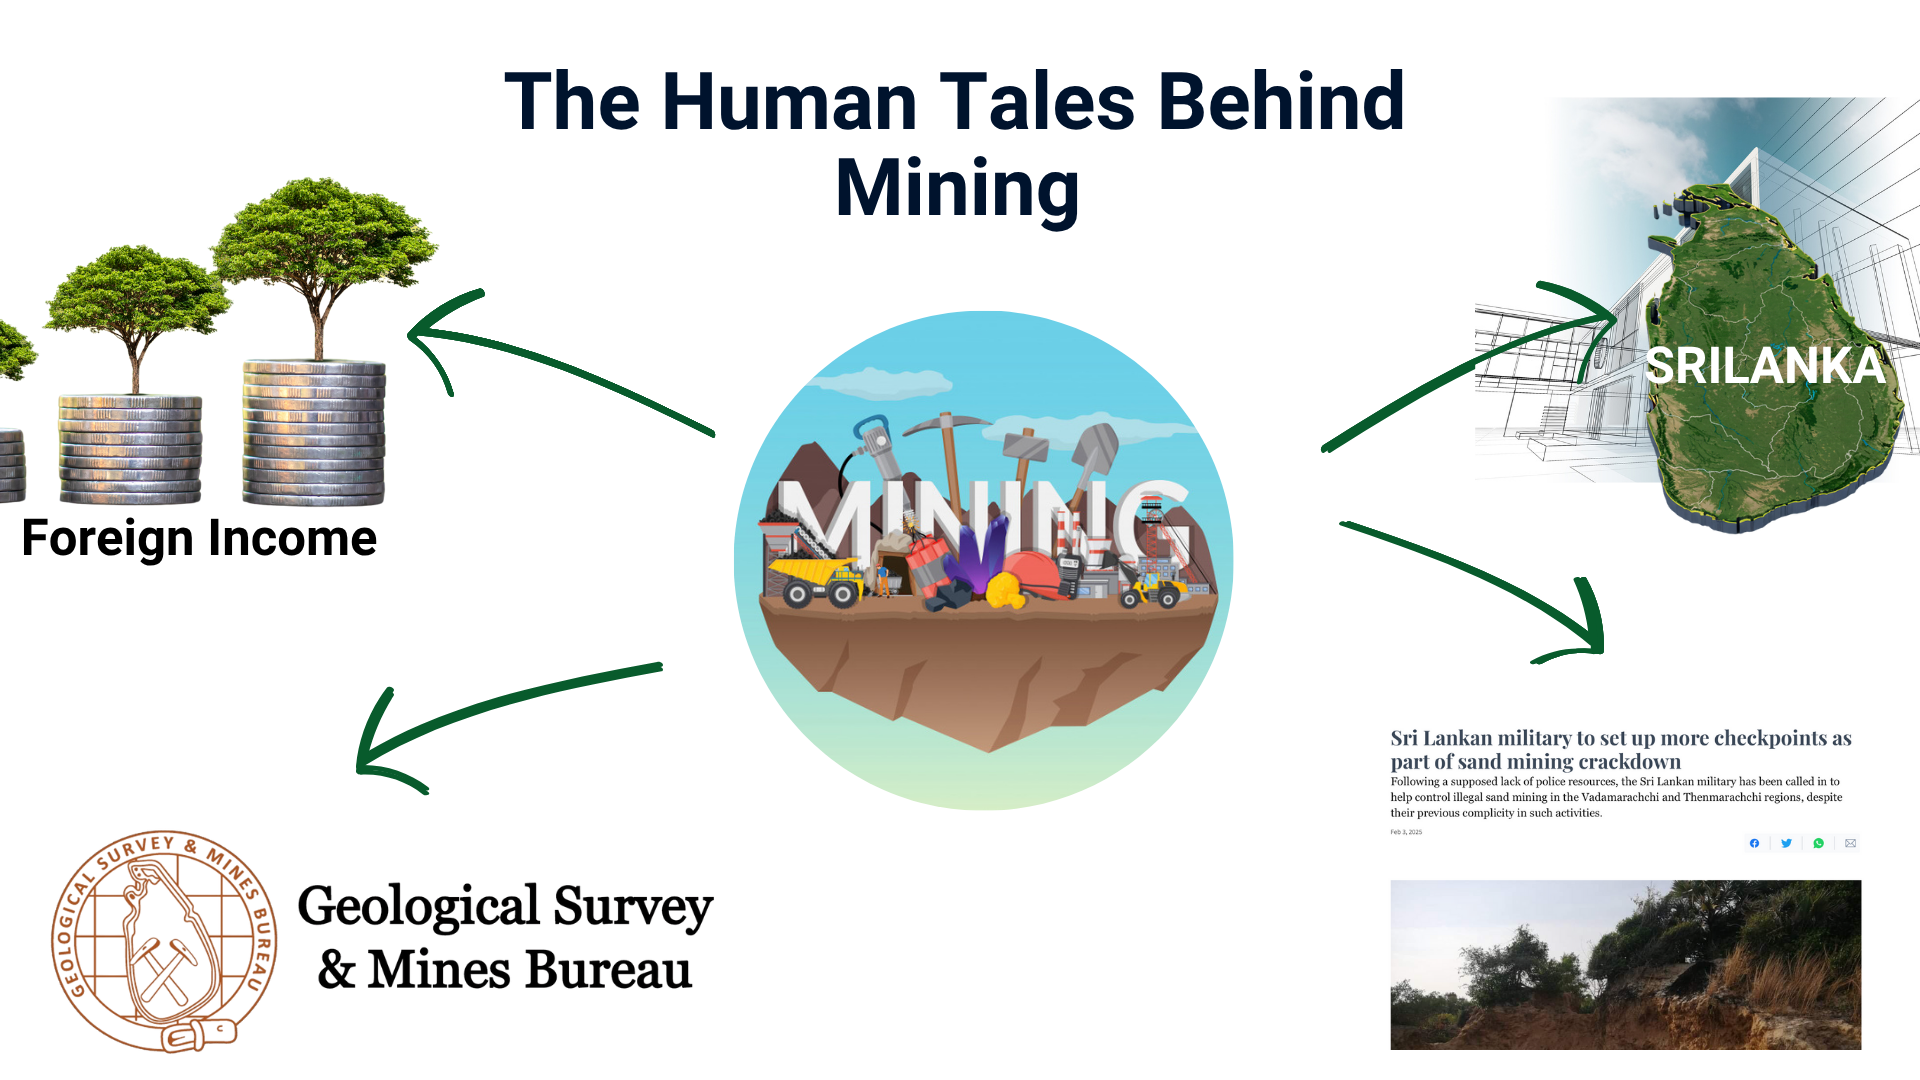 The Human Tales Behind
Mining
SRILANKA
Foreign Income
MINING
Sri Lankan military to set up more checkpoints as
part of sand mining crackdown
Following a supposed lack of police resources, the Sri Lankan military has been called in to
help control illegal sand mining in the Vadamarachchi and Thenmarachchi regions, despite
their previous complicity in such activities.
Feb 3, 2025
GEOLOGICAL SURVEY & MINES BUREAU
Geological Survey
& Mines Bureau